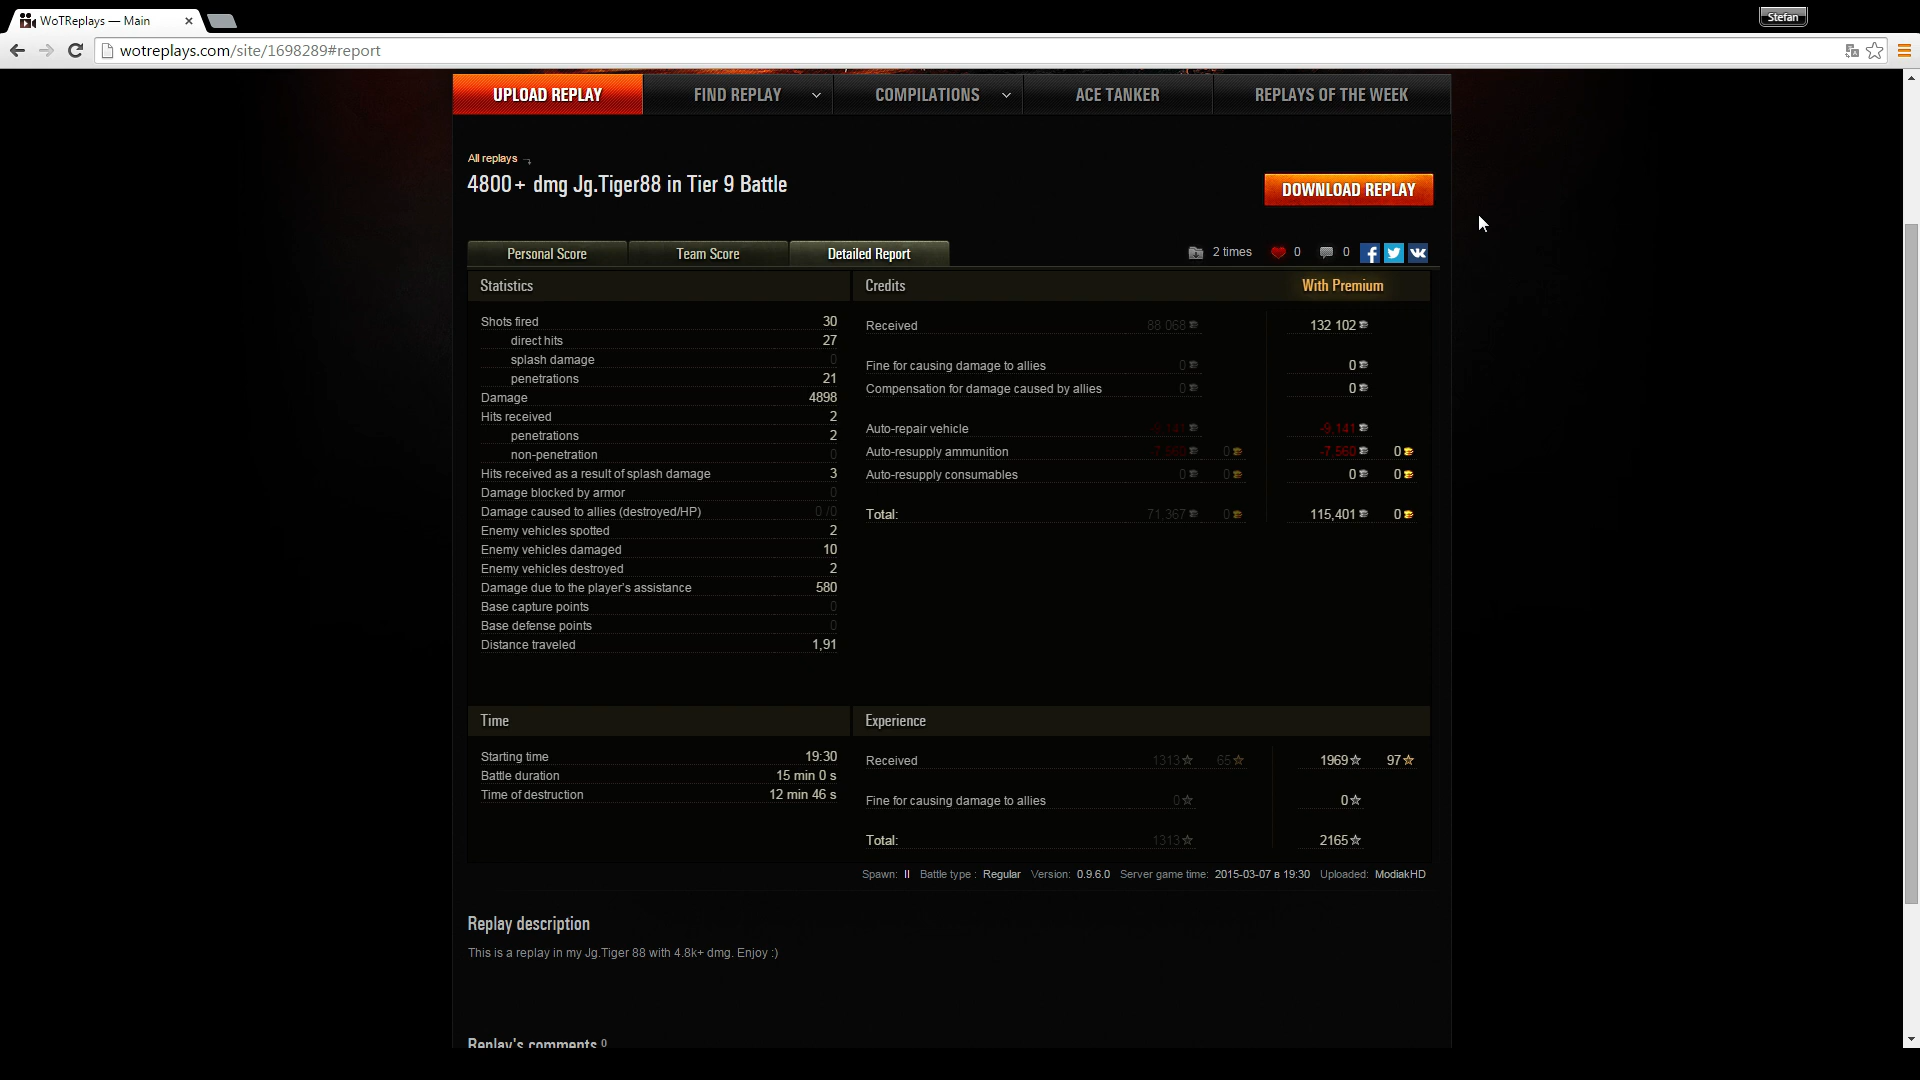 WoTReplays — Main
Stefan
wotreplays.com/site/1698289#report
UPLOAD REPLAY
FIND REPLAY
COMPILATIONS
ACE TANKER
REPLAYS OF THE WEEK
All replays
4800+ dmg Jg.Tiger88 in Tier 9 Battle
DOWNLOAD REPLAY
Personal Score
Team Score
Detailed Report
2 times
0
0
Statistics
Shots fired 30
direct hits 27
splash damage 0
penetrations 21
Damage 4898
Hits received 2
penetrations 2
non-penetration 0
Hits received as a result of splash damage 3
Damage blocked by armor 0
Damage caused to allies (destroyed/HP) 0 /0
Enemy vehicles spotted 2
Enemy vehicles damaged 10
Enemy vehicles destroyed 2
Damage due to the player's assistance 580
Base capture points 0
Base defense points 0
Distance traveled 1,91
Credits With Premium
Received 88 068 132 102
Fine for causing damage to allies 0 0
Compensation for damage caused by allies 0 0
Auto-repair vehicle -9,141 -9,141
Auto-resupply ammunition -7,560 0 -7,560 0
Auto-resupply consumables 0 0 0 0
Total: 71,367 0 115,401 0
Time
Starting time 19:30
Battle duration 15 min 0 s
Time of destruction 12 min 46 s
Experience
Received 1313 65 1969 97
Fine for causing damage to allies 0 0
Total: 1313 2165
Spawn: II Battle type : Regular Version: 0.9.6.0 Server game time: 2015-03-07 в 19:30 Uploaded: ModiakHD
Replay description
This is a replay in my Jg.Tiger 88 with 4.8k+ dmg. Enjoy :)
Replay's comments 0